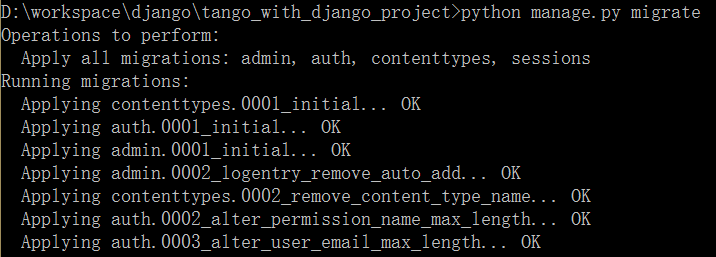 D:\workspace\django\tango_with_django_project>python manage.py migrate
Operations to perform:
  Apply all migrations: admin, auth, contenttypes, sessions
Running migrations:
  Applying contenttypes.0001_initial... OK
  Applying auth.0001_initial... OK
  Applying admin.0001_initial... OK
  Applying admin.0002_logentry_remove_auto_add... OK
  Applying contenttypes.0002_remove_content_type_name... OK
  Applying auth.0002_alter_permission_name_max_length... OK
  Applying auth.0003_alter_user_email_max_length... OK